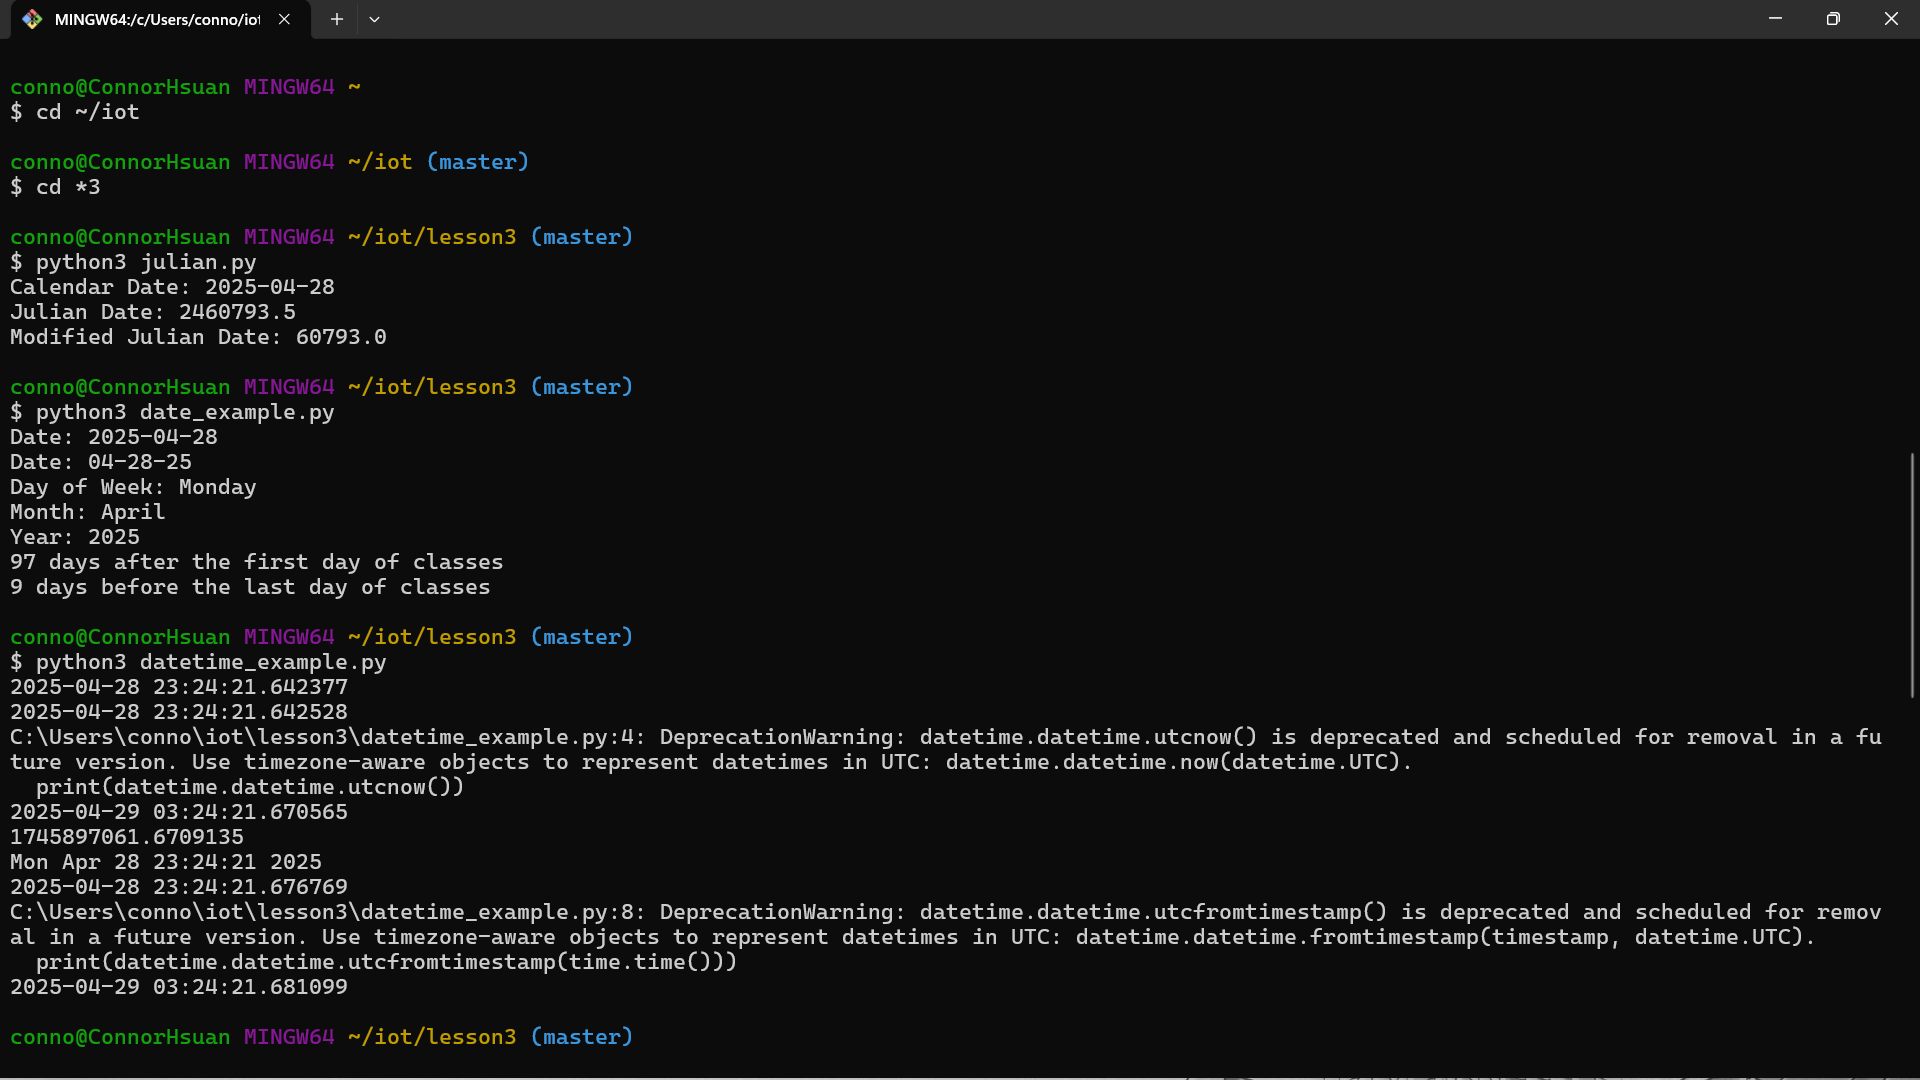 MINGW64:/c/Users/conno/iot
conno@ConnorHsuan MINGW64 ~
$ cd ~/iot
conno@ConnorHsuan MINGW64 ~/iot (master)
$ cd *3
conno@ConnorHsuan MINGW64 ~/iot/lesson3 (master)
$ python3 julian.py
Calendar Date: 2025-04-28
Julian Date: 2460793.5
Modified Julian Date: 60793.0
conno@ConnorHsuan MINGW64 ~/iot/lesson3 (master)
$ python3 date_example.py
Date: 2025-04-28
Date: 04-28-25
Day of Week: Monday
Month: April
Year: 2025
97 days after the first day of classes
9 days before the last day of classes
conno@ConnorHsuan MINGW64 ~/iot/lesson3 (master)
$ python3 datetime_example.py
2025-04-28 23:24:21.642377
2025-04-28 23:24:21.642528
C:\Users\conno\iot\lesson3\datetime_example.py:4: DeprecationWarning: datetime.datetime.utcnow() is deprecated and scheduled for removal in a fu
ture version. Use timezone-aware objects to represent datetimes in UTC: datetime.datetime.now(datetime.UTC).
  print(datetime.datetime.utcnow())
2025-04-29 03:24:21.670565
1745897061.6709135
Mon Apr 28 23:24:21 2025
2025-04-28 23:24:21.676769
C:\Users\conno\iot\lesson3\datetime_example.py:8: DeprecationWarning: datetime.datetime.utcfromtimestamp() is deprecated and scheduled for remov
al in a future version. Use timezone-aware objects to represent datetimes in UTC: datetime.datetime.fromtimestamp(timestamp, datetime.UTC).
  print(datetime.datetime.utcfromtimestamp(time.time()))
2025-04-29 03:24:21.681099
conno@ConnorHsuan MINGW64 ~/iot/lesson3 (master)